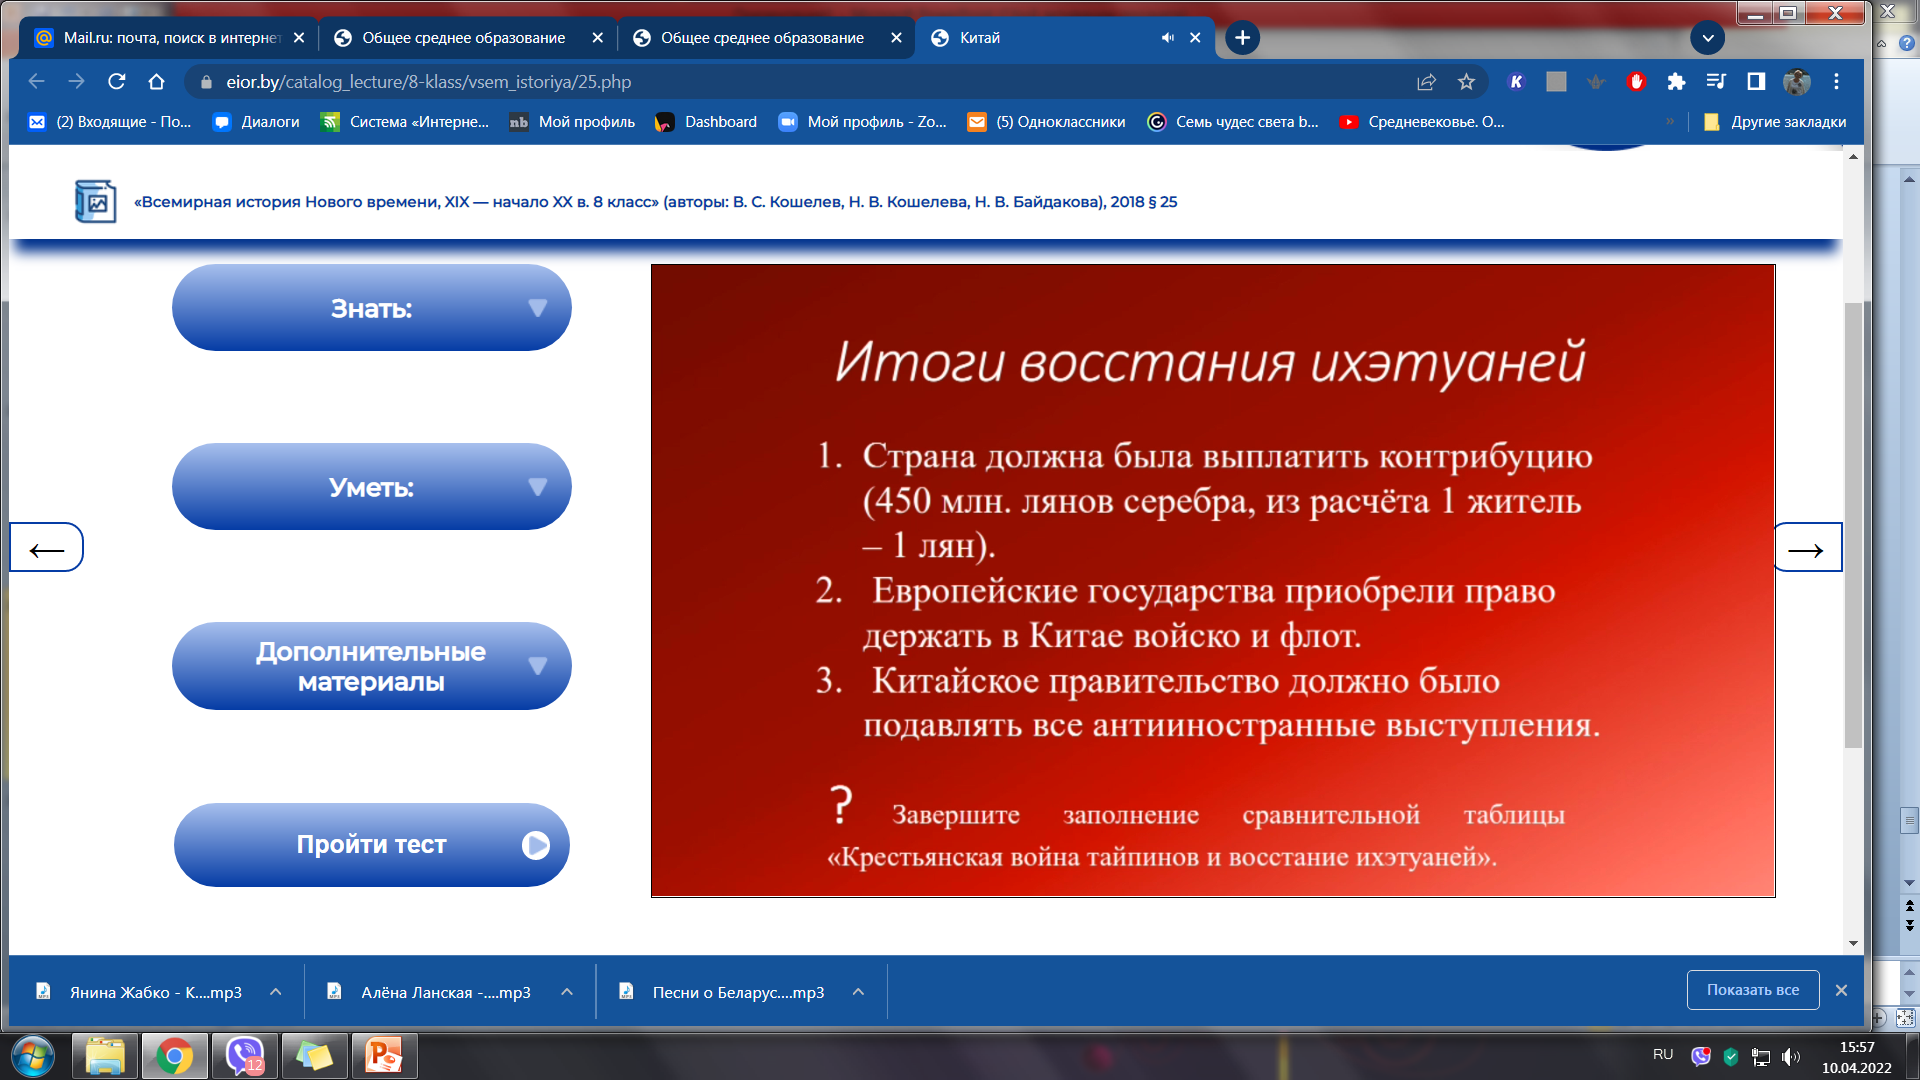 Mail.ru: почта, поиск в интернет
Общее среднее образование
Общее среднее образование
Китай
eior.by/catalog_lecture/8-klass/vsem_istoriya/25.php
(2) Входящие - По...
Диалоги
Система «Интерне...
nb
Мой профиль
Dashboard
Мой профиль - Zo...
(5) Одноклассники
Семь чудес света b...
Средневековье. О...
Другие закладки
«Всемирная история Нового времени, XIX — начало XX в. 8 класс» (авторы: В. С. Кошелев, Н. В. Кошелева, Н. В. Байдакова), 2018 § 25
Знать:
Уметь:
Дополнительные
материалы
Пройти тест
Итоги восстания ихэтуаней
1. Страна должна была выплатить контрибуцию
(450 млн. лянов серебра, из расчёта 1 житель
– 1 лян).
2. Европейские государства приобрели право
держать в Китае войско и флот.
3. Китайское правительство должно было
подавлять все антииностранные выступления.
? Завершите заполнение сравнительной таблицы
«Крестьянская война тайпинов и восстание ихэтуаней».
Янина Жабко - К....mp3
Алёна Ланская -....mp3
Песни о Беларус....mp3
Показать все
12
RU
15:57
10.04.2022